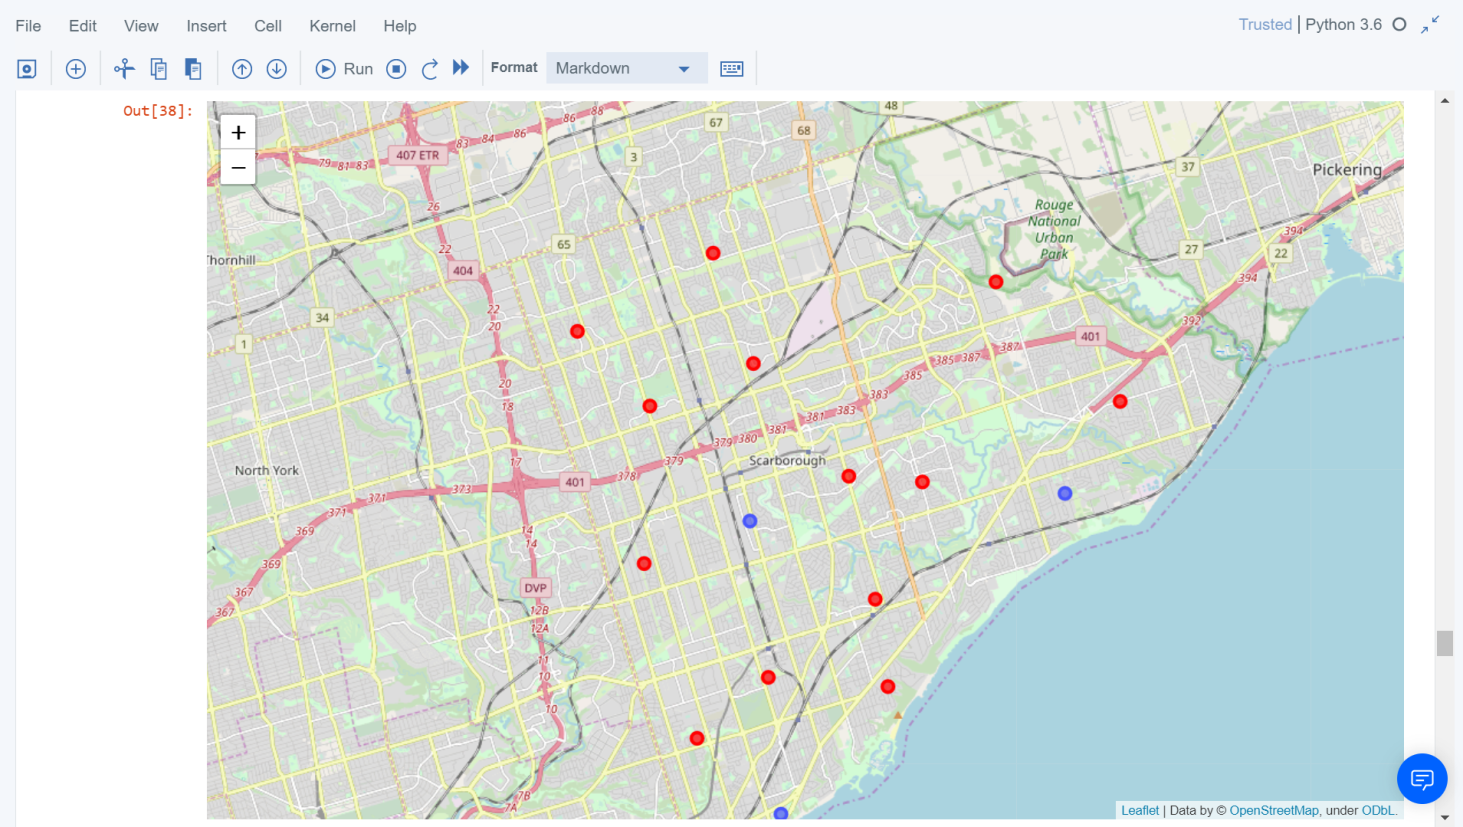 File Edit View Insert Cell Kernel Help
Trusted | Python 3.6
Run
Format Markdown
Out[38]:
+
−
48
67
68
86 88
86
84
83
407 ETR
79 81-83
3
37
Pickering
26
Rouge
National
Urban
Park
394
22
65
27
22
Thornhill
404
394
22
20
34
392
1
401
387
385 387
385
20
383
18
383
381
381
380
379
17
379
Scarborough
North York
378
401
373
371
371
369
14
14
369
DVP
367
12B
367
12A
11
10
10
7B
7A
Leaflet | Data by © OpenStreetMap, under ODbL.